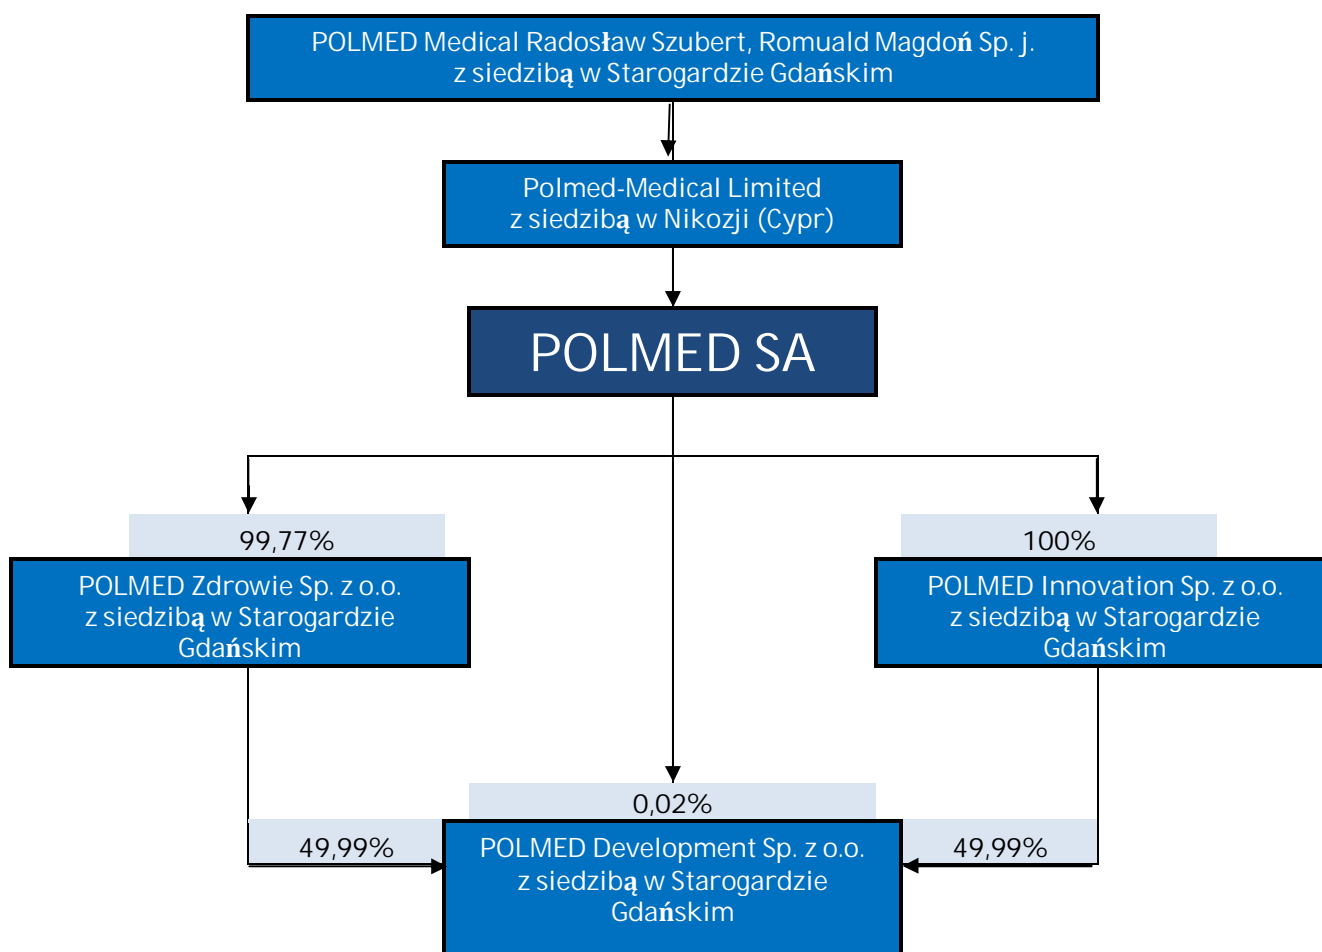 POLMED Medical Radosław Szubert, Romuald Magdoń Sp. j.
z siedzibą w Starogardzie Gdańskim
Polmed-Medical Limited
z siedzibą w Nikozji (Cypr)
POLMED SA
99,77%
100%
POLMED Zdrowie Sp. z o.o.
z siedzibą w Starogardzie
Gdańskim
POLMED Innovation Sp. z o.o.
z siedzibą w Starogardzie
Gdańskim
0,02%
49,99%
49,99%
POLMED Development Sp. z o.o.
z siedzibą w Starogardzie
Gdańskim